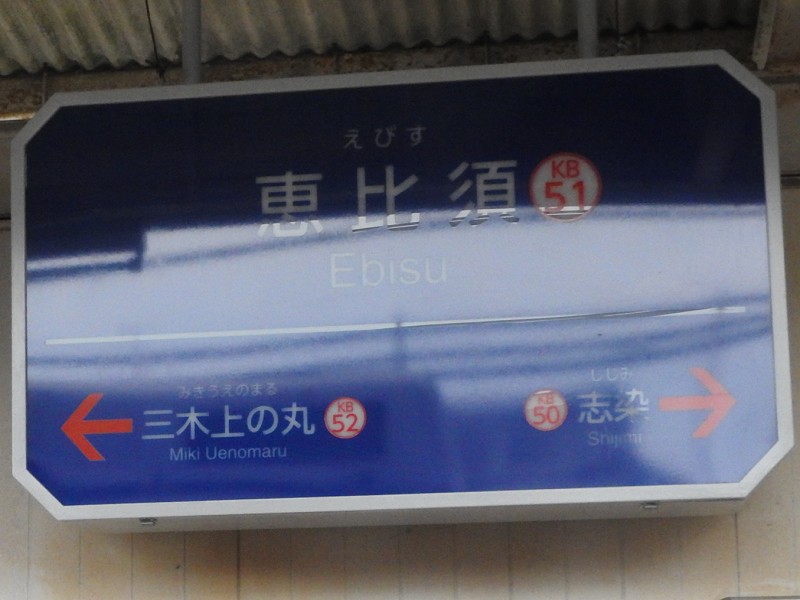 えびす
恵比須 KB 51
Ebisu
みきうえのまる
三木上の丸 KB 52
Miki Uenomaru
しじみ
KB 50 志染
Shijimi